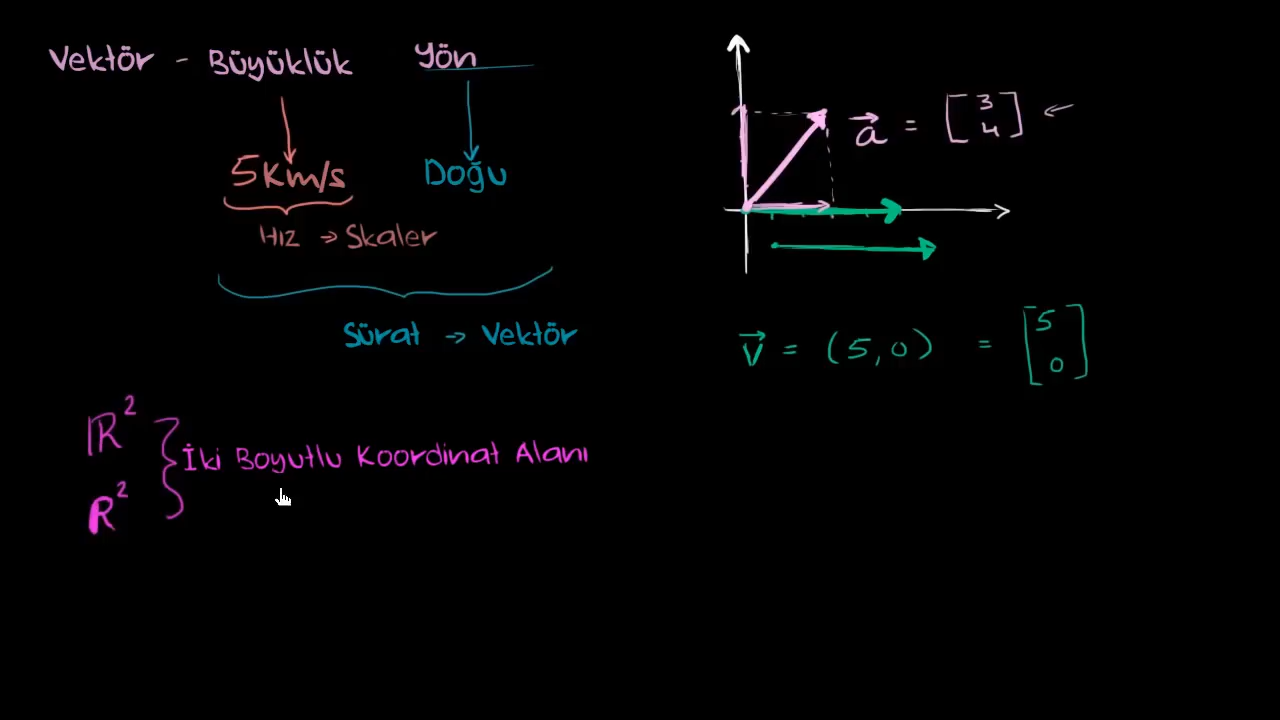 Vektör - Büyüklük Yön
5Km/s Doğu
Hız → Skaler
Sürat → Vektör
ℝ²
R²
İki Boyutlu Koordinat Alanı
a⃗ = [3 4]
v⃗ = (5,0) = [5 0]